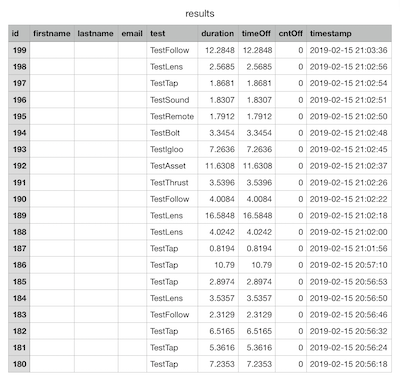 results
id firstname lastname email test duration timeOff cntOff timestamp
199 TestFollow 12.2848 12.2848 0 2019-02-15 21:03:36
198 TestLens 2.5685 2.5685 0 2019-02-15 21:02:56
197 TestTap 1.8681 1.8681 0 2019-02-15 21:02:54
196 TestSound 1.8307 1.8307 0 2019-02-15 21:02:51
195 TestRemote 1.7912 1.7912 0 2019-02-15 21:02:50
194 TestBolt 3.3454 3.3454 0 2019-02-15 21:02:48
193 TestIgloo 7.2636 7.2636 0 2019-02-15 21:02:45
192 TestAsset 11.6308 11.6308 0 2019-02-15 21:02:37
191 TestThrust 3.5396 3.5396 0 2019-02-15 21:02:26
190 TestFollow 4.0084 4.0084 0 2019-02-15 21:02:22
189 TestLens 16.5848 16.5848 0 2019-02-15 21:02:18
188 TestLens 4.0242 4.0242 0 2019-02-15 21:02:00
187 TestTap 0.8194 0.8194 0 2019-02-15 21:01:56
186 TestTap 10.79 10.79 0 2019-02-15 20:57:10
185 TestTap 2.8974 2.8974 0 2019-02-15 20:56:53
184 TestLens 3.5357 3.5357 0 2019-02-15 20:56:50
183 TestFollow 2.3129 2.3129 0 2019-02-15 20:56:46
182 TestTap 6.5165 6.5165 0 2019-02-15 20:56:32
181 TestTap 5.3616 5.3616 0 2019-02-15 20:56:24
180 TestTap 7.2353 7.2353 0 2019-02-15 20:56:18